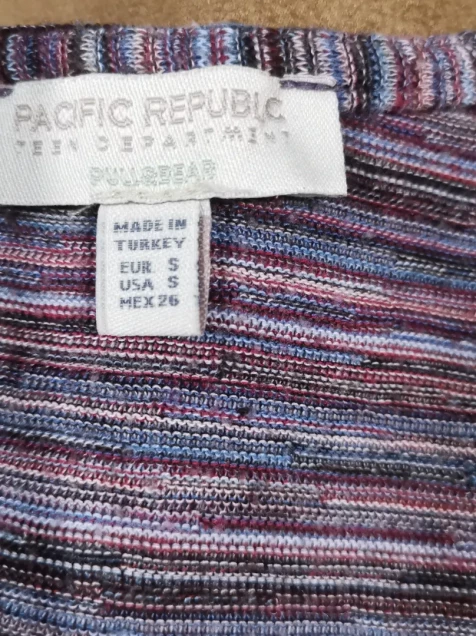 PACIFIC REPUBLIC
TEEN DEPARTMENT
PULL&BEAR
MADE IN
TURKEY
EUR S
USA S
MEX 26